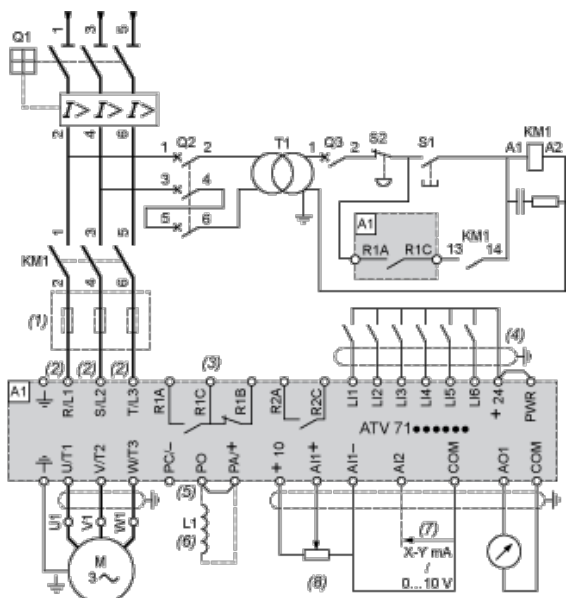 Q1
1 3 5
I> I> I>
2 4 6
1 Q2 2
T1
1 Q3 2
S2
S1
KM1
A1 A2
3 4
5 6
A1
R1A R1C
13 KM1 14
1 3 5
KM1
2 4 6
(1)
(2) (2) (2)
(3)
(4)
A1
R/L1 S/L2 T/L3 R1A R1C R1B R2A R2C LI1 LI2 LI3 LI4 LI5 LI6 + 24 PWR
ATV 71••••••
U/T1 V/T2 W/T3 PC/- PO PA/+ + 10 AI1+ AI1- AI2 COM AO1 COM
(5)
U1 V1 W1
L1
(6)
(7)
X-Y mA
/
0...10 V
(8)
M
3 ~